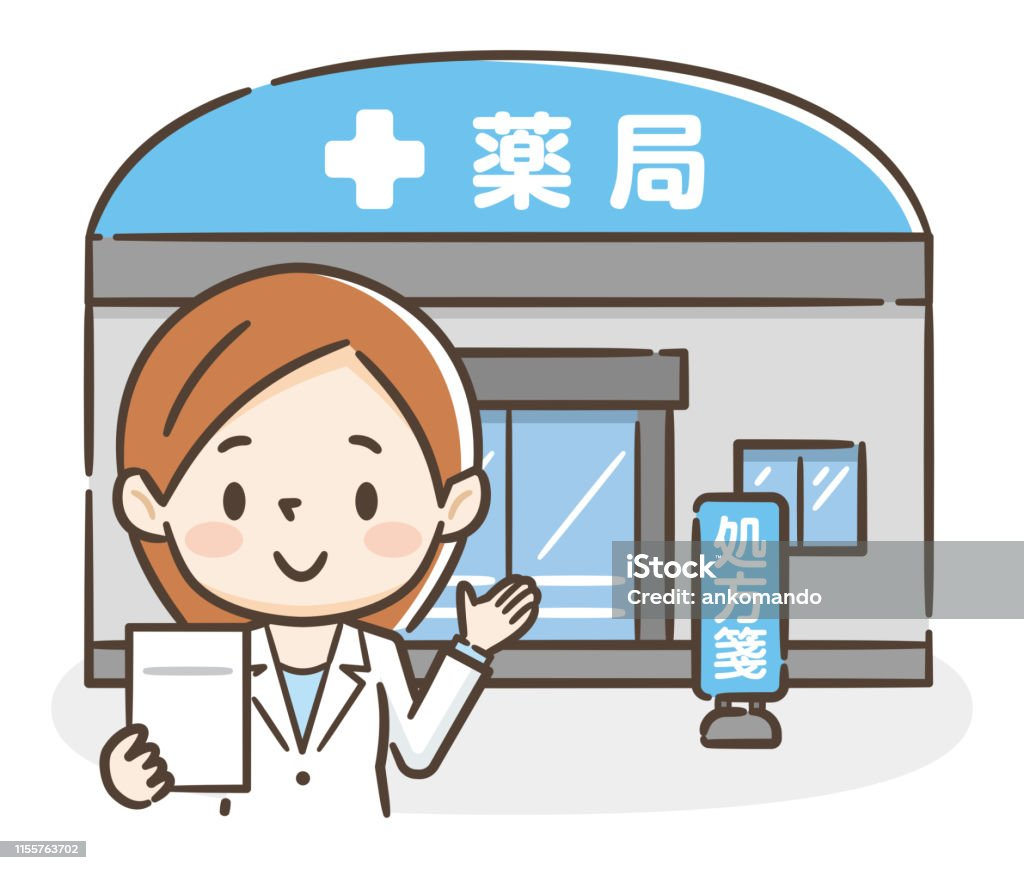 薬局
処方箋
iStock
Credit: ankomando
1155763702